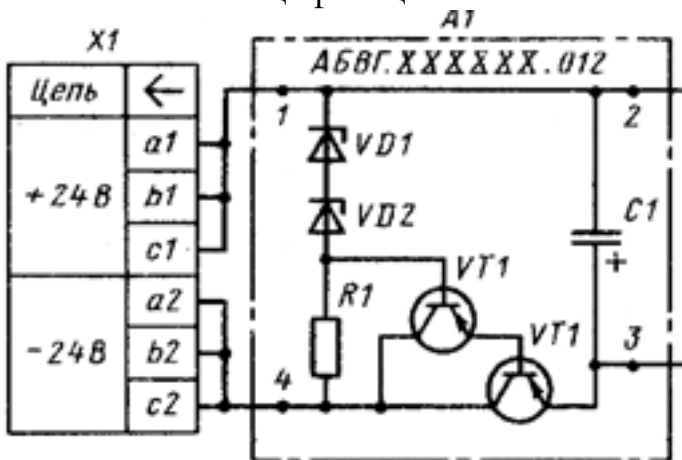 X1
A1
АБВГ.XXXXXX.012
Цепь
1
2
a1
VD1
+24В
b1
VD2
C1
c1
+
a2
R1
VT1
VT1
-24В
b2
3
c2
4